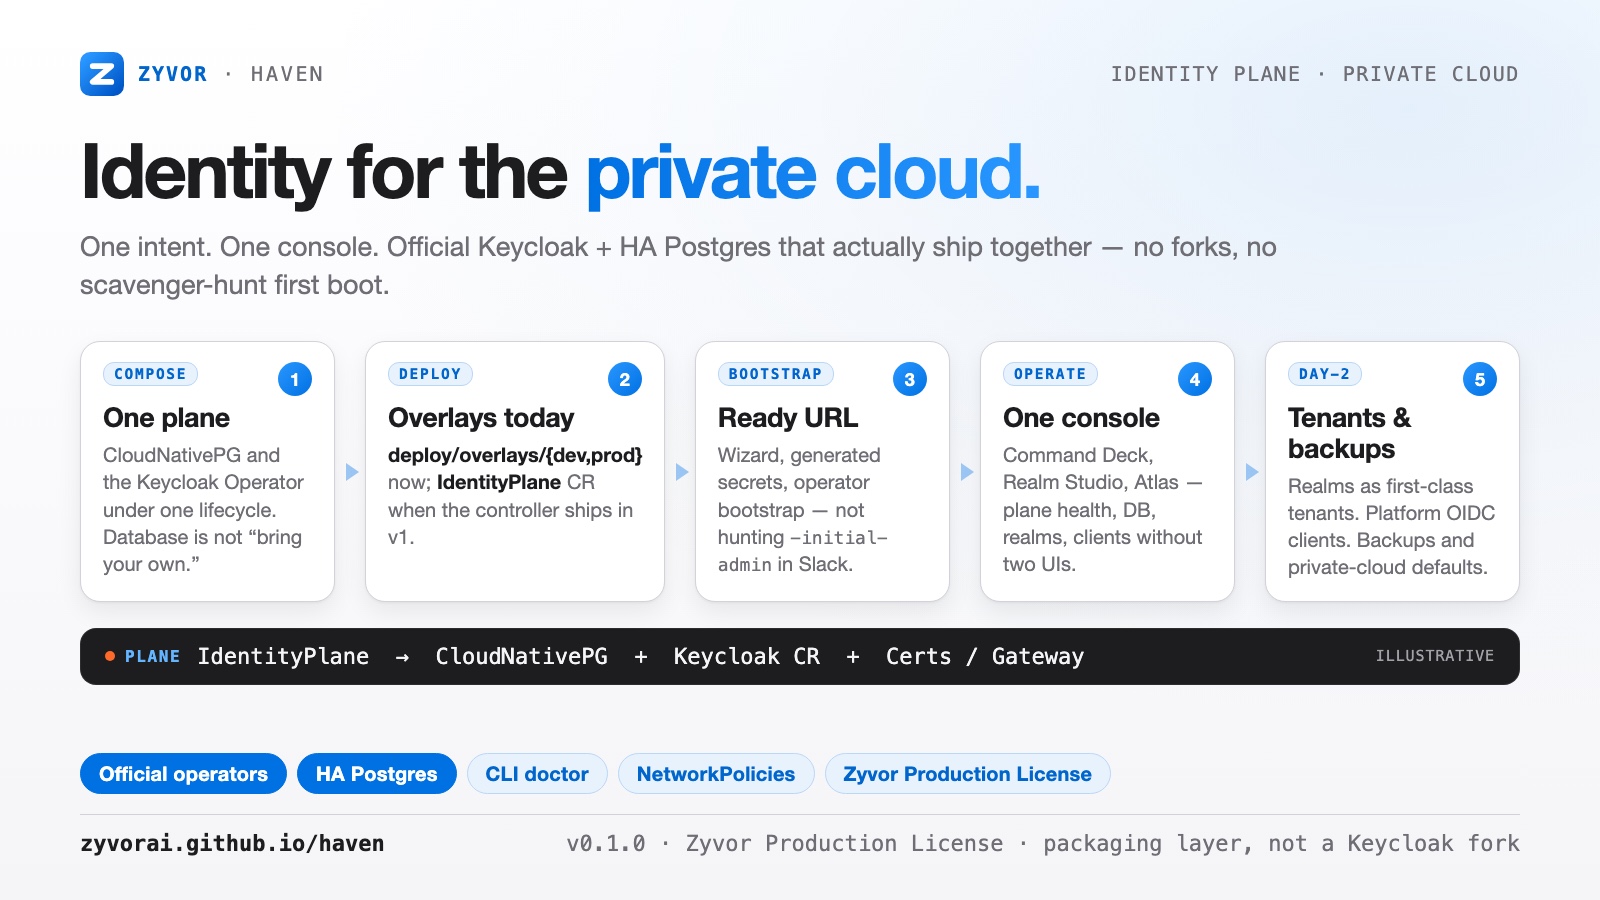 ZYVOR · HAVEN
IDENTITY PLANE · PRIVATE CLOUD
Identity for the private cloud.
One intent. One console. Official Keycloak + HA Postgres that actually ship together — no forks, no
scavenger-hunt first boot.
COMPOSE
1
One plane
CloudNativePG and
the Keycloak Operator
under one lifecycle.
Database is not “bring
your own.”
DEPLOY
2
Overlays today
deploy/overlays/{dev,prod}
now; IdentityPlane CR
when the controller ships in
v1.
BOOTSTRAP
3
Ready URL
Wizard, generated
secrets, operator
bootstrap — not
hunting -initial-
admin in Slack.
OPERATE
4
One console
Command Deck,
Realm Studio, Atlas —
plane health, DB,
realms, clients without
two UIs.
DAY-2
5
Tenants &
backups
Realms as first-class
tenants. Platform OIDC
clients. Backups and
private-cloud defaults.
PLANE IdentityPlane → CloudNativePG + Keycloak CR + Certs / Gateway
ILLUSTRATIVE
Official operators
HA Postgres
CLI doctor
NetworkPolicies
Zyvor Production License
zyvorai.github.io/haven
v0.1.0 · Zyvor Production License · packaging layer, not a Keycloak fork